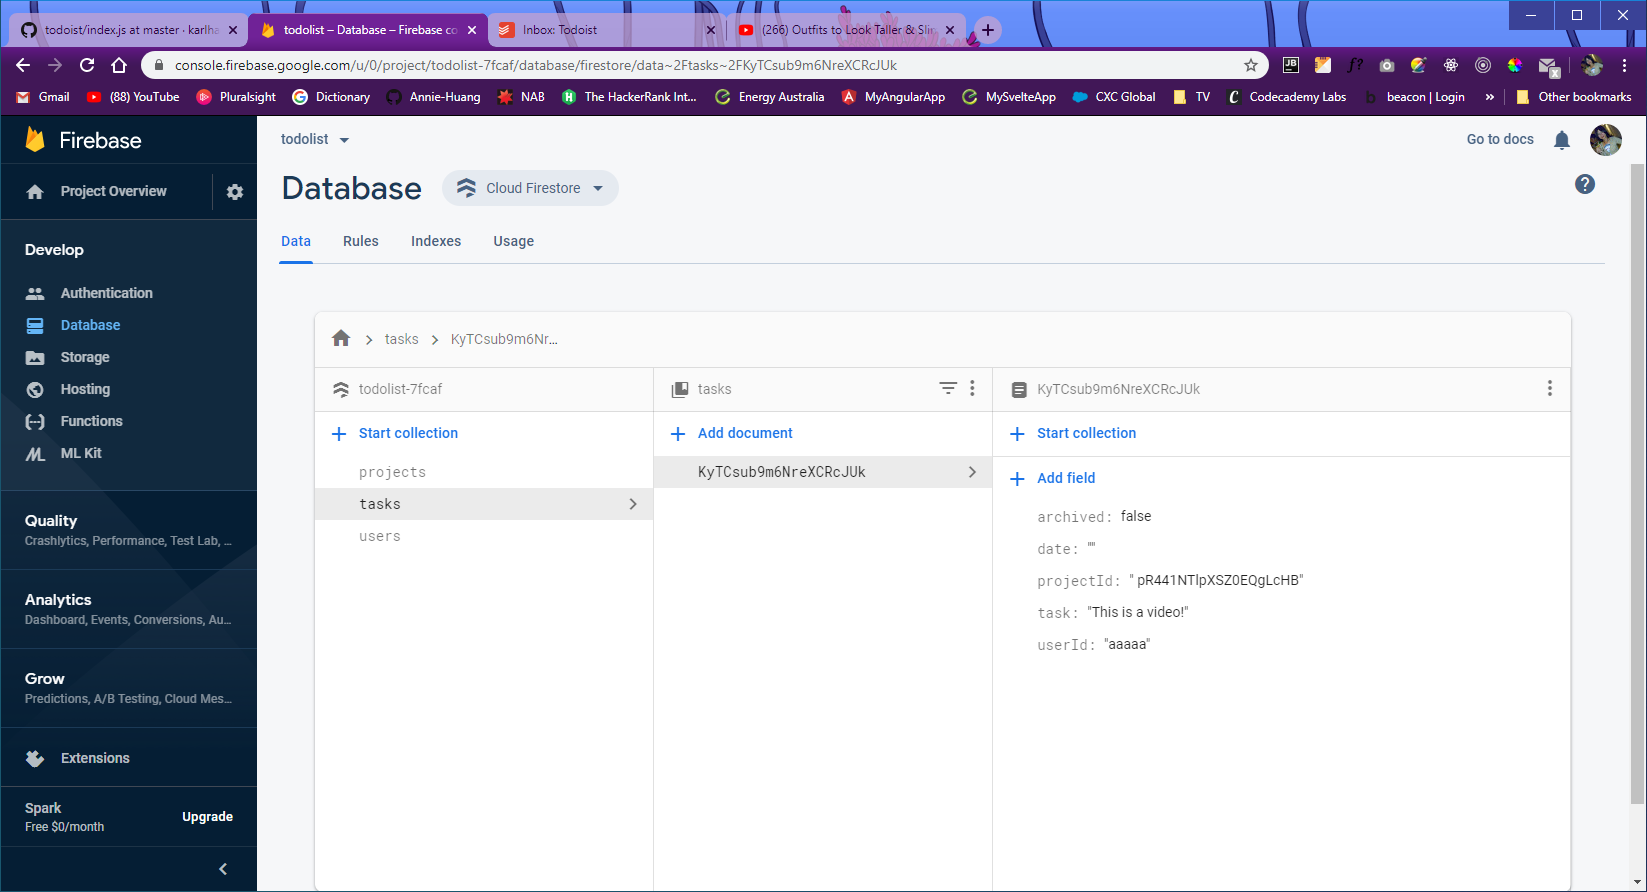 todoist/index.js at master · karlha
todolist – Database – Firebase co
Inbox: Todoist
(266) Outfits to Look Taller & Slir
console.firebase.google.com/u/0/project/todolist-7fcaf/database/firestore/data~2Ftasks~2FKyTCsub9m6NreXCRcJUk
Gmail
(88) YouTube
Pluralsight
Dictionary
Annie-Huang
NAB
The HackerRank Int...
Energy Australia
MyAngularApp
MySvelteApp
CXC Global
TV
Codecademy Labs
beacon | Login
»
Other bookmarks
Firebase
todolist
Go to docs
Project Overview
Database
Cloud Firestore
Data
Rules
Indexes
Usage
Develop
Authentication
Database
Storage
Hosting
Functions
ML Kit
Quality
Crashlytics, Performance, Test Lab, ...
Analytics
Dashboard, Events, Conversions, Au...
Grow
Predictions, A/B Testing, Cloud Mes...
Extensions
Spark
Free $0/month
Upgrade
tasks
KyTCsub9m6Nr...
todolist-7fcaf
tasks
KyTCsub9m6NreXCRcJUk
Start collection
Add document
Start collection
projects
tasks
users
KyTCsub9m6NreXCRcJUk
Add field
archived: false
date: ""
projectId: " pR441NTlpXSZ0EQgLcHB"
task: "This is a video!"
userId: "aaaaa"